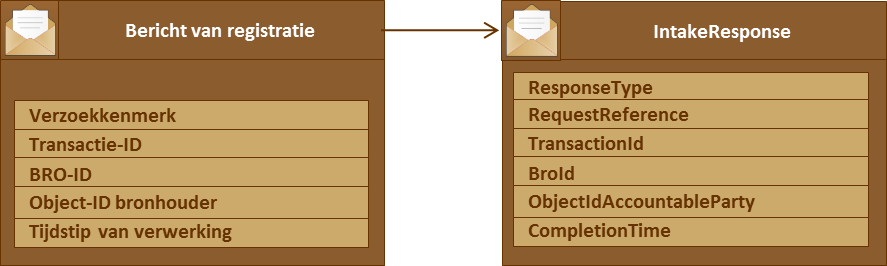 Bericht van registratie
Verzoekkenmerk
Transactie-ID
BRO-ID
Object-ID bronhouder
Tijdstip van verwerking
IntakeResponse
ResponseType
RequestReference
TransactionId
BroId
ObjectIdAccountableParty
CompletionTime